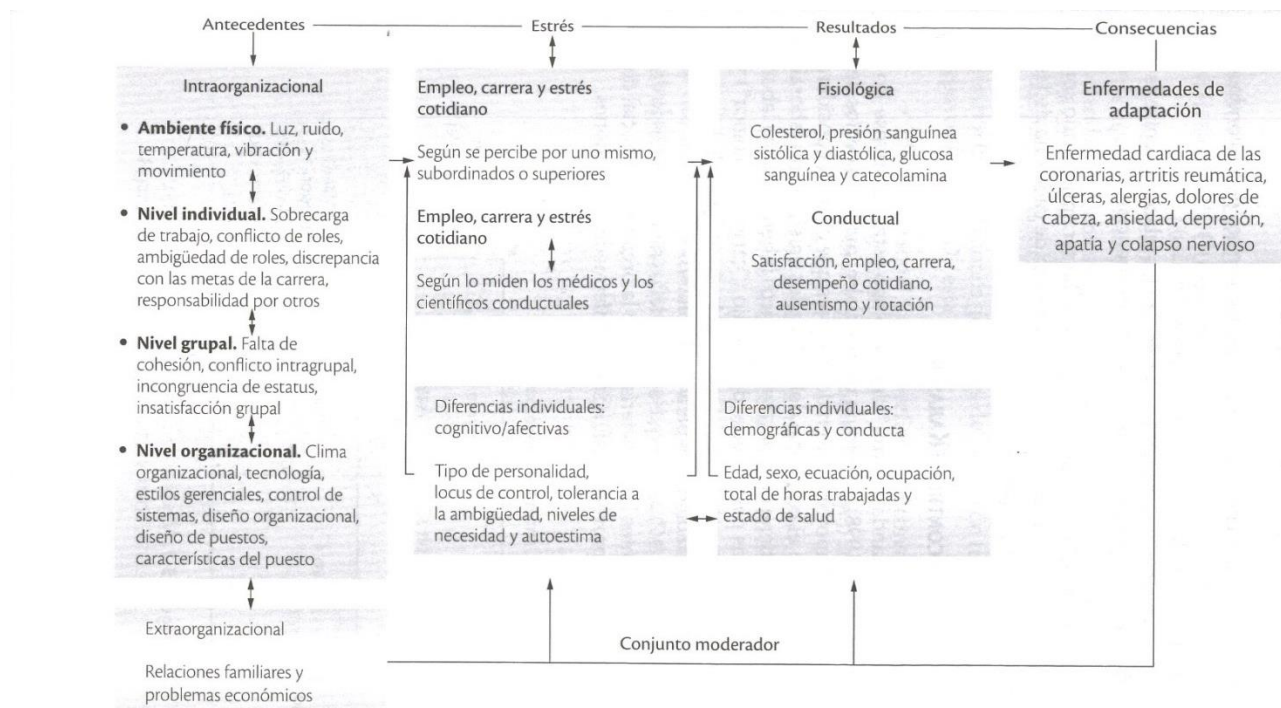 Antecedentes
Estrés
Resultados
Consecuencias
Intraorganizacional
• Ambiente físico. Luz, ruido,
temperatura, vibración y
movimiento
• Nivel individual. Sobrecarga
de trabajo, conflicto de roles,
ambigüedad de roles, discrepancia
con las metas de la carrera,
responsabilidad por otros
• Nivel grupal. Falta de
cohesión, conflicto intragrupal,
incongruencia de estatus,
insatisfacción grupal
• Nivel organizacional. Clima
organizacional, tecnología,
estilos gerenciales, control de
sistemas, diseño organizacional,
diseño de puestos,
características del puesto
Extraorganizacional
Relaciones familiares y
problemas económicos
Empleo, carrera y estrés
cotidiano
Según se percibe por uno mismo,
subordinados o superiores
Empleo, carrera y estrés
cotidiano
Según lo miden los médicos y los
científicos conductuales
Diferencias individuales:
cognitivo/afectivas
Tipo de personalidad,
locus de control, tolerancia a
la ambigüedad, niveles de
necesidad y autoestima
Fisiológica
Colesterol, presión sanguínea
sistólica y diastólica, glucosa
sanguínea y catecolamina
Conductual
Satisfacción, empleo, carrera,
desempeño cotidiano,
ausentismo y rotación
Diferencias individuales:
demográficas y conducta
Edad, sexo, ecuación, ocupación,
total de horas trabajadas y
estado de salud
Enfermedades de
adaptación
Enfermedad cardiaca de las
coronarias, artritis reumática,
úlceras, alergias, dolores de
cabeza, ansiedad, depresión,
apatía y colapso nervioso
Conjunto moderador